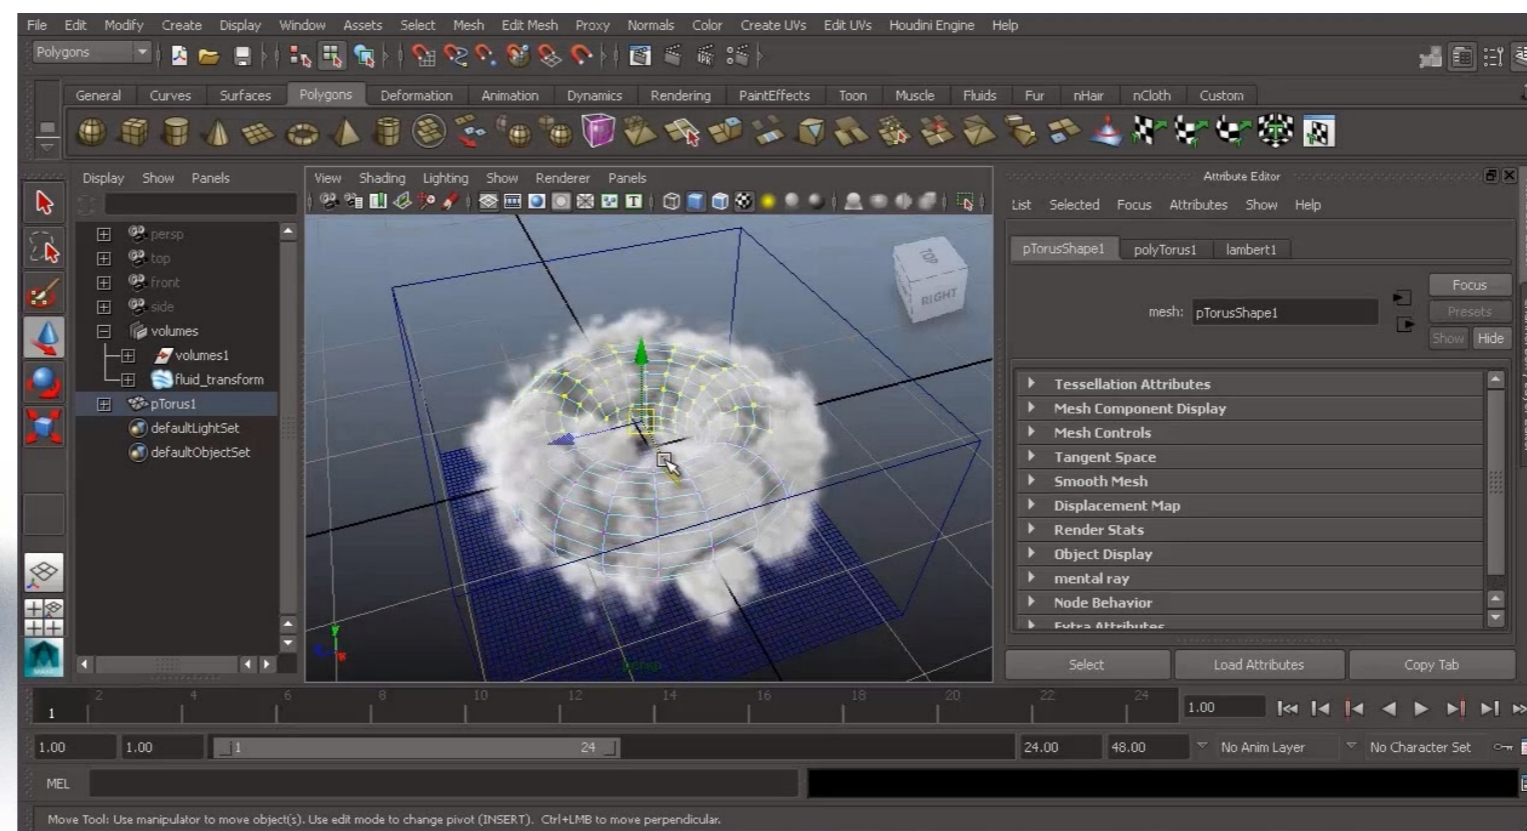 File Edit Modify Create Display Window Assets Select Mesh Edit Mesh Proxy Normals Color Create UVs Edit UVs Houdini Engine Help
Polygons
General Curves Surfaces Polygons Deformation Animation Dynamics Rendering PaintEffects Toon Muscle Fluids Fur nHair nCloth Custom
Display Show Panels
View Shading Lighting Show Renderer Panels
Attribute Editor
List Selected Focus Attributes Show Help
persp
top
front
side
volumes
volumes1
fluid_transform
pTorus1
defaultLightSet
defaultObjectSet
TOP
RIGHT
y
persp
pTorusShape1 polyTorus1 lambert1
Focus
mesh: pTorusShape1
Presets
Show Hide
Tessellation Attributes
Mesh Component Display
Mesh Controls
Tangent Space
Smooth Mesh
Displacement Map
Render Stats
Object Display
mental ray
Node Behavior
Extra Attributes
Select Load Attributes Copy Tab
1 2 4 6 8 10 12 14 16 18 20 22 24 1.00
1.00 1.00 1 24 24.00 48.00 No Anim Layer No Character Set
MEL
Move Tool: Use manipulator to move object(s). Use edit mode to change pivot (INSERT). Ctrl+LMB to move perpendicular.